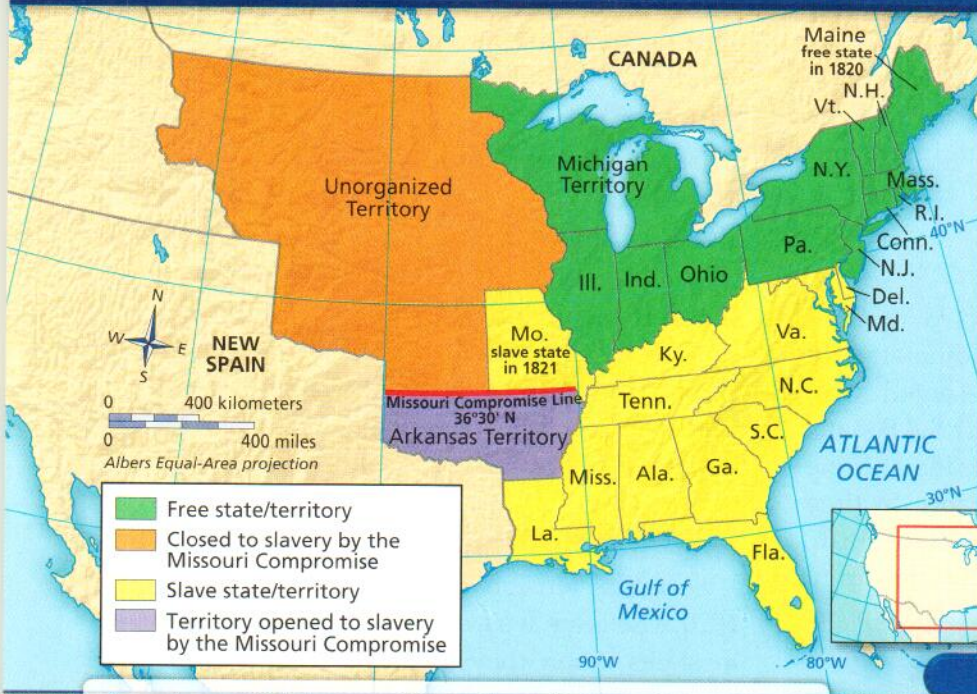 CANADA
Maine
free state
in 1820
N.H.
Vt.
Unorganized
Territory
Michigan
Territory
N.Y.
Mass.
R.I.
40°N
Conn.
N.J.
Pa.
Ill.
Ind.
Ohio
Del.
Md.
N
W
E
S
NEW
SPAIN
Mo.
slave state
in 1821
Ky.
Va.
0 400 kilometers
0 400 miles
Albers Equal-Area projection
Missouri Compromise Line
36°30' N
Arkansas Territory
Tenn.
N.C.
S.C.
ATLANTIC
OCEAN
Miss.
Ala.
Ga.
30°N
La.
Fla.
Gulf of
Mexico
90°W
80°W
Free state/territory
Closed to slavery by the
Missouri Compromise
Slave state/territory
Territory opened to slavery
by the Missouri Compromise